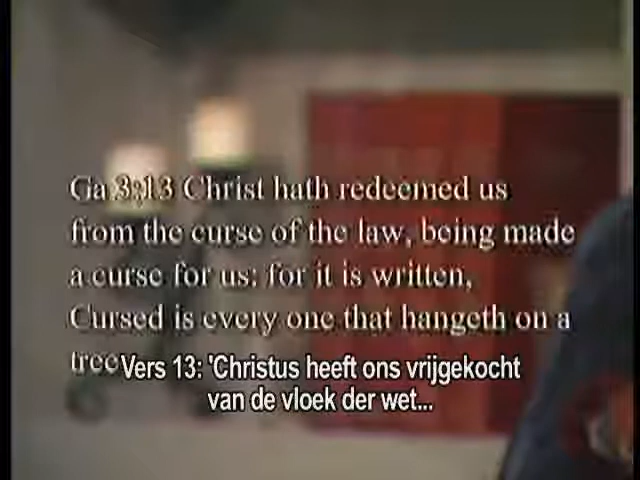 Ga 3:13 Christ hath redeemed us
from the curse of the law, being made
a curse for us: for it is written,
Cursed is every one that hangeth on a
tree
Vers 13: 'Christus heeft ons vrijgekocht
van de vloek der wet...